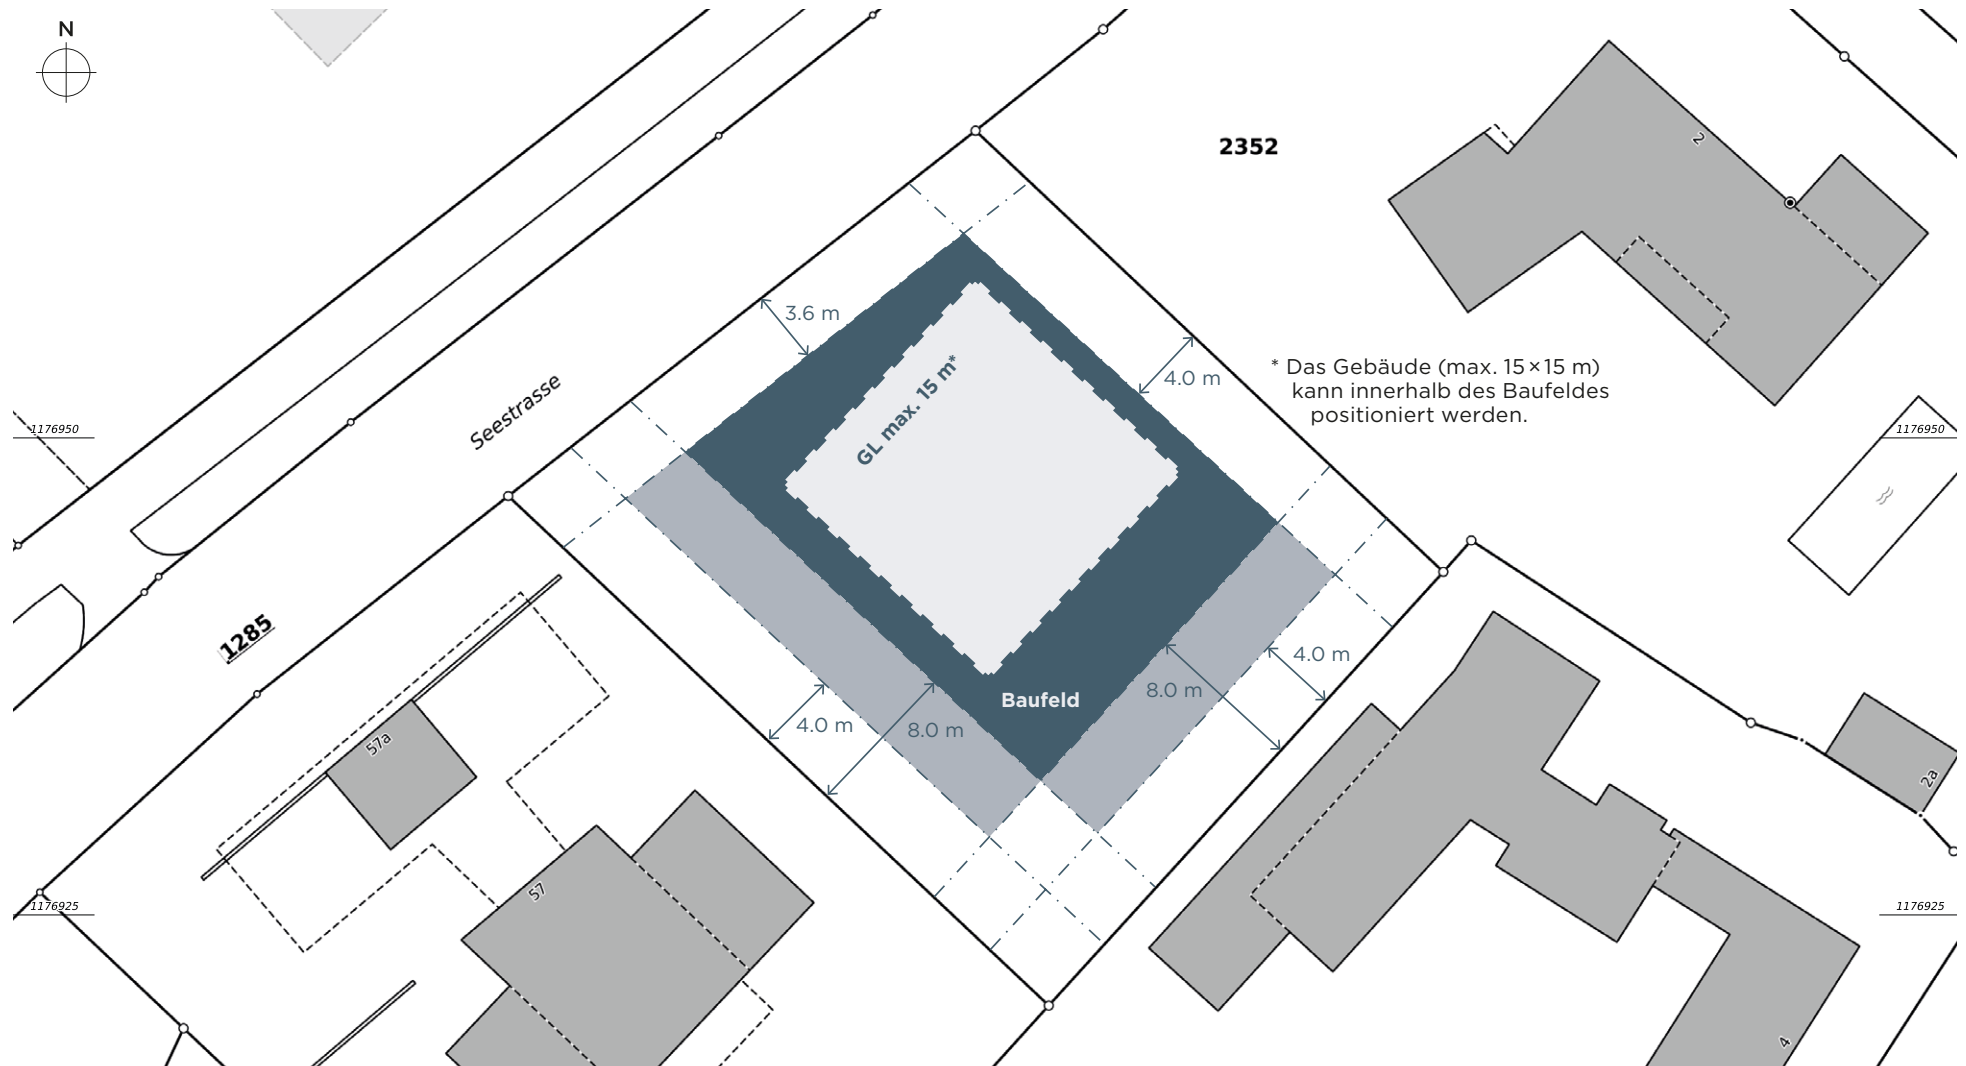 N
2352
2
3.6 m
4.0 m
GL max. 15 m*
* Das Gebäude (max. 15 × 15 m)
kann innerhalb des Baufeldes
positioniert werden.
Seestrasse
1176950
1176950
1285
4.0 m
8.0 m
Baufeld
4.0 m
8.0 m
57a
2a
57
1176925
1176925
4